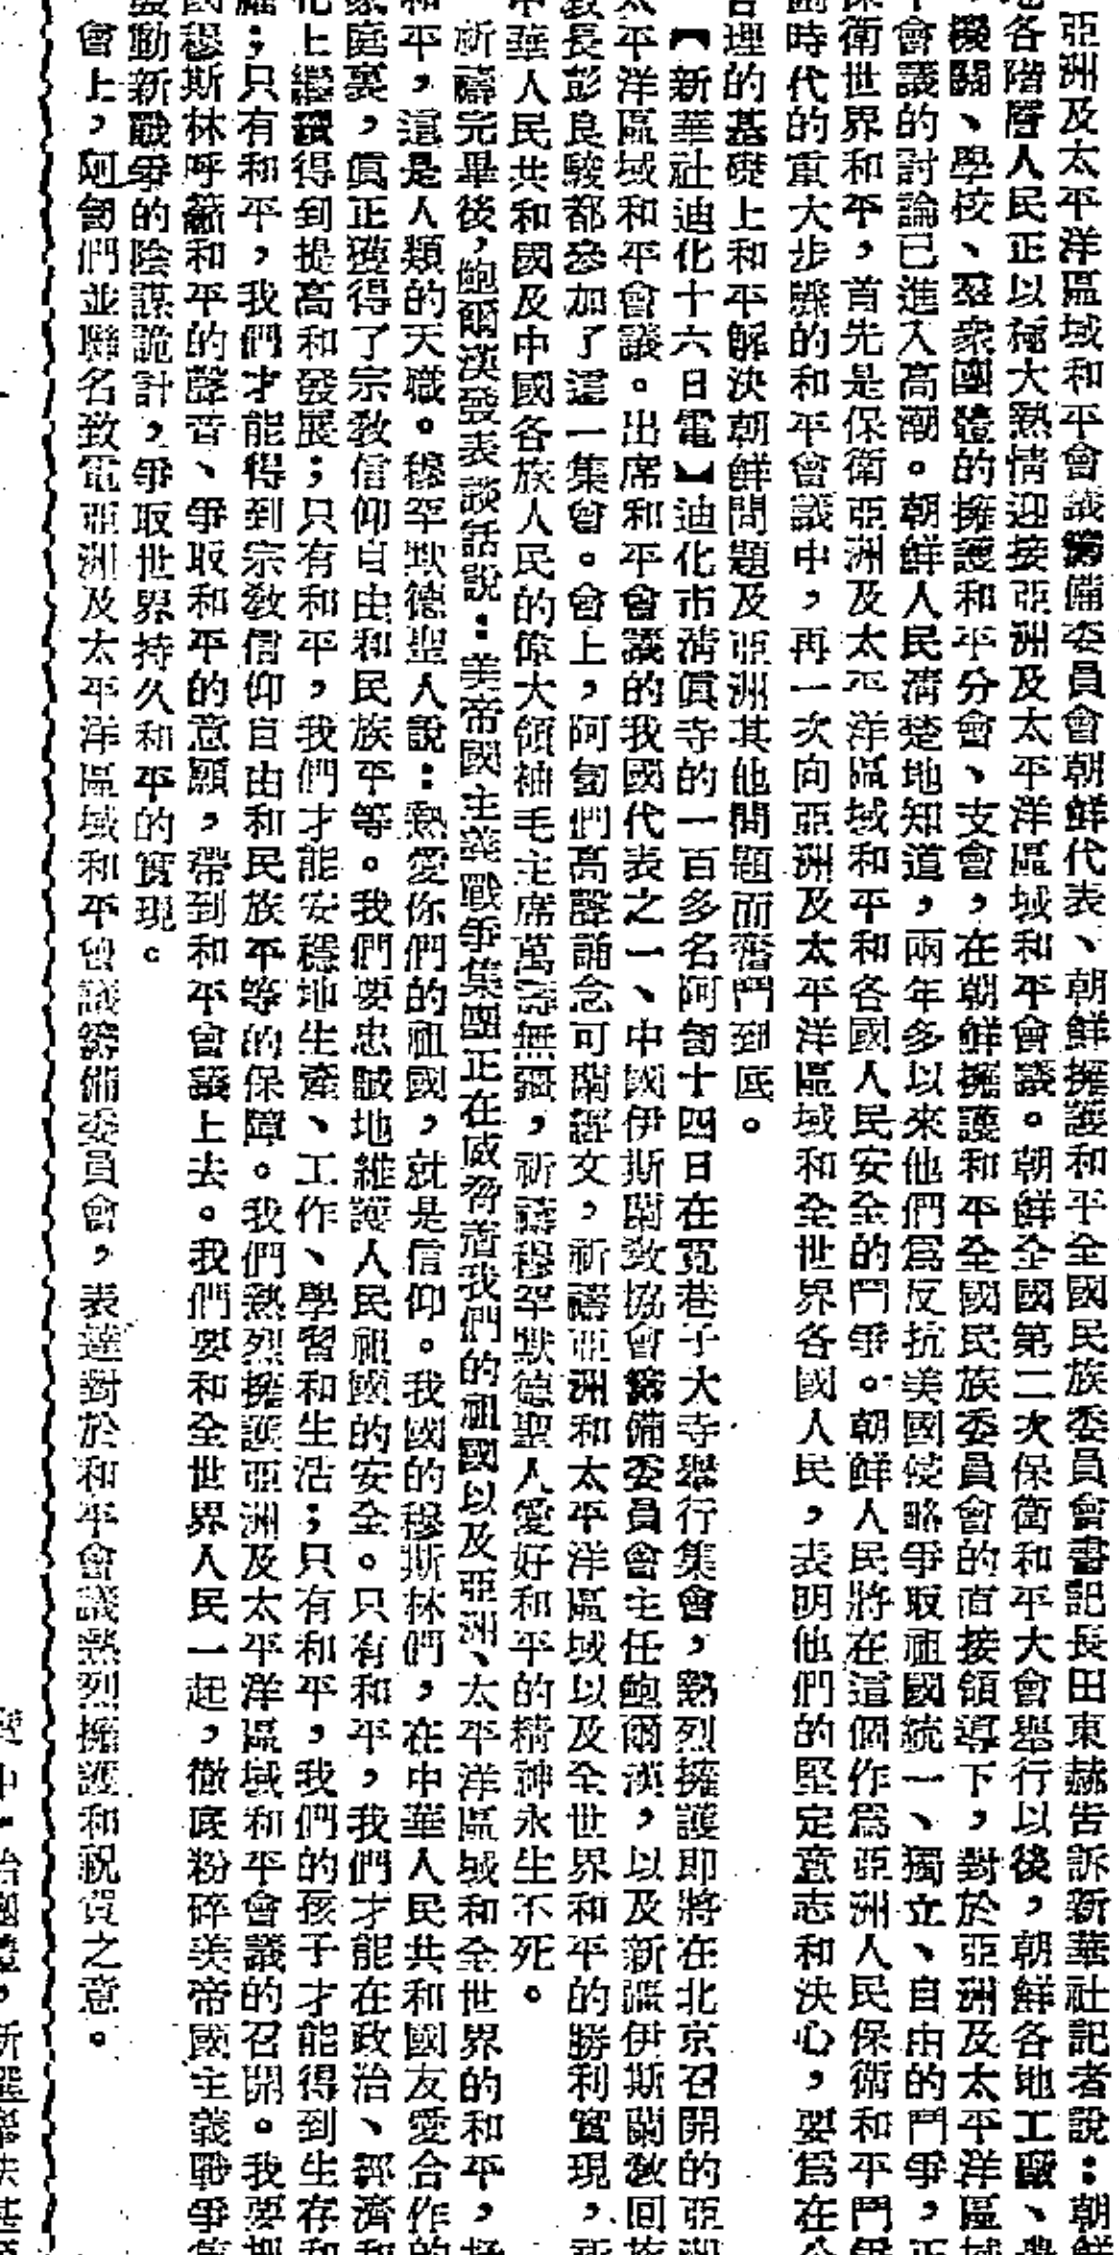 亞洲及太平洋區域和平會議籌備委員會朝鮮代表、朝鮮擁護和平全國民族委員會書記長田東赫告訴新華社記者說：朝鮮
地各階層人民正以極大熱情迎接亞洲及太平洋區域和平會議。朝鮮全國第二次保衛和平大會舉行以後，朝鮮各地工廠、農
、機關、學校、羣衆團體的擁護和平分會、支會，在朝鮮擁護和平全國民族委員會的直接領導下，對於亞洲及太平洋區域
會議的討論已進入高潮。朝鮮人民清楚地知道，兩年多以來他們爲反抗美國侵略爭取祖國統一、獨立、自由的鬥爭，正
保衛世界和平，首先是保衛亞洲及太平洋區域和平和各國人民安全的鬥爭。朝鮮人民將在這個作爲亞洲人民保衛和平鬥爭
劃時代的重大步驟的和平會議中，再一次向亞洲及太平洋區域和全世界各國人民，表明他們的堅定意志和決心，要爲在公
合理的基礎上和平解決朝鮮問題及亞洲其他問題而奮鬥到底。
【新華社迪化十六日電】迪化市清眞寺的一百多名阿訇十四日在寬巷子大寺舉行集會，熱烈擁護即將在北京召開的亞洲
太平洋區域和平會議。出席和平會議的我國代表之一、中國伊斯蘭敎協會籌備委員會主任鮑爾漢，以及新疆伊斯蘭敎回族
敎長彭良駿都參加了這一集會。會上，阿訇們高聲誦念可蘭經文，祈禱亞洲和太平洋區域以及全世界和平的勝利實現，祈
中華人民共和國及中國各族人民的偉大領袖毛主席萬壽無疆，祈禱穆罕默德聖人愛好和平的精神永生不死。
祈禱完畢後，鮑爾漢發表談話說：美帝國主義戰爭集團正在威脅着我們的祖國以及亞洲、太平洋區域和全世界的和平，
和平，這是人類的天職。穆罕默德聖人說：熱愛你們的祖國，就是信仰。我國的穆斯林們，在中華人民共和國友愛合作的
家庭裏，眞正獲得了宗敎信仰自由和民族平等。我們要忠誠地維護人民祖國的安全。只有和平，我們才能在政治、經濟和
化上繼續得到提高和發展；只有和平，我們才能安穩地生產、工作、學習和生活；只有和平，我們的孩子才能得到生存和
；只有和平，我們才能得到宗敎信仰自由和民族平等的保障。我們熱烈擁護亞洲及太平洋區域和平會議的召開。我要把
國穆斯林呼籲和平的聲音、爭取和平的意願，帶到和平會議上去。我們要和全世界人民一起，徹底粉碎美帝國主義戰爭集
動新戰爭的陰謀詭計，爭取世界持久和平的實現。
會上，阿訇們並聯名致電亞洲及太平洋區域和平會議籌備委員會，表達對於和平會議熱烈擁護和祝賀之意。